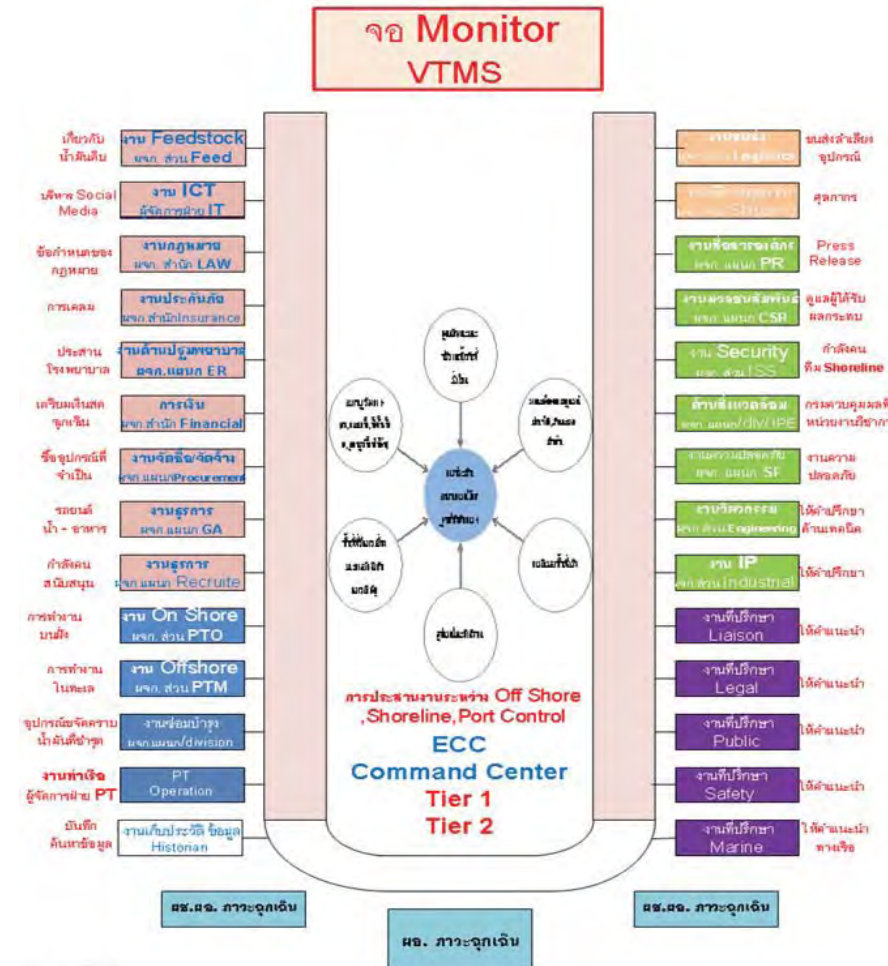 จอ Monitor
VTMS
เกี่ยวกับ
น้ำมันดิบ
งาน Feedstock
ผจก. ส่วน Feed
บริหาร Social
Media
งาน ICT
ผู้จัดการฝ่าย IT
ข้อกำหนดของ
กฎหมาย
งานกฎหมาย
ผจก. สำนัก LAW
การเคลม
งานประกันภัย
ผจก.สำนักInsurance
ประสาน
โรงพยาบาล
งานด้านปฐมพยาบาล
ผจก.แผนก ER
เตรียมเงินสด
ฉุกเฉิน
การเงิน
ผจก. สำนัก Financial
ซื้ออุปกรณ์ที่
จำเป็น
งานจัดซื้อ/จัดจ้าง
ผจก.แผนกProcurement
รถยนต์
น้ำ - อาหาร
งานธุรการ
ผจก.แผนก GA
กำลังคน
สนับสนุน
งานธุรการ
ผจก.แผนก Recruite
การทำงาน
บนฝั่ง
งาน On Shore
ผจก. ส่วน PTO
การทำงาน
ในทะเล
งาน Offshore
ผจก. ส่วน PTM
อุปกรณ์ขจัดคราบ
น้ำมันที่ชำรุด
งานซ่อมบำรุง
ผจก.แผนก/division
งานท่าเรือ
ผู้จัดการฝ่าย PT
PT
Operation
บันทึก
ค้นหาข้อมูล
งานเก็บประวัติ ข้อมูล
Historian
การประสานงานระหว่าง Off Shore
,Shoreline,Port Control
ECC
Command Center
Tier 1
Tier 2
งานขนส่ง
Logistics
ขนส่งลำเลียง
อุปกรณ์
ศุลกากร
งานสื่อสารองค์กร
ผจก. แผนก PR
Press
Release
งานมวลชนสัมพันธ์
ผจก. แผนก CSR
ดูแลผู้ได้รับ
ผลกระทบ
งาน Security
ผจก. ส่วน ISS
กำลังคน
ทีม Shoreline
ด้านสิ่งแวดล้อม
ผจก.แผนก/div/IPE
กรมควบคุมมลพิ
หน่วยงานวิชากา
งานความปลอดภัย
ผจก. แผนก SF
งานความ
ปลอดภัย
งานวิศวกรรม
ผจก.ส่วน Engineering
ให้คำปรึกษา
ด้านเทคนิค
งาน IP
ผจก.ส่วน Industrial
ให้คำปรึกษา
งานที่ปรึกษา
Liaison
ให้คำแนะนำ
งานที่ปรึกษา
Legal
ให้คำแนะนำ
งานที่ปรึกษา
Public
ให้คำแนะนำ
งานที่ปรึกษา
Safety
ให้คำแนะนำ
งานที่ปรึกษา
Marine
ให้คำแนะนำ
ทางเรือ
ผช.ผอ. ภาวะฉุกเฉิน
ผอ. ภาวะฉุกเฉิน
ผช.ผอ. ภาวะฉุกเฉิน